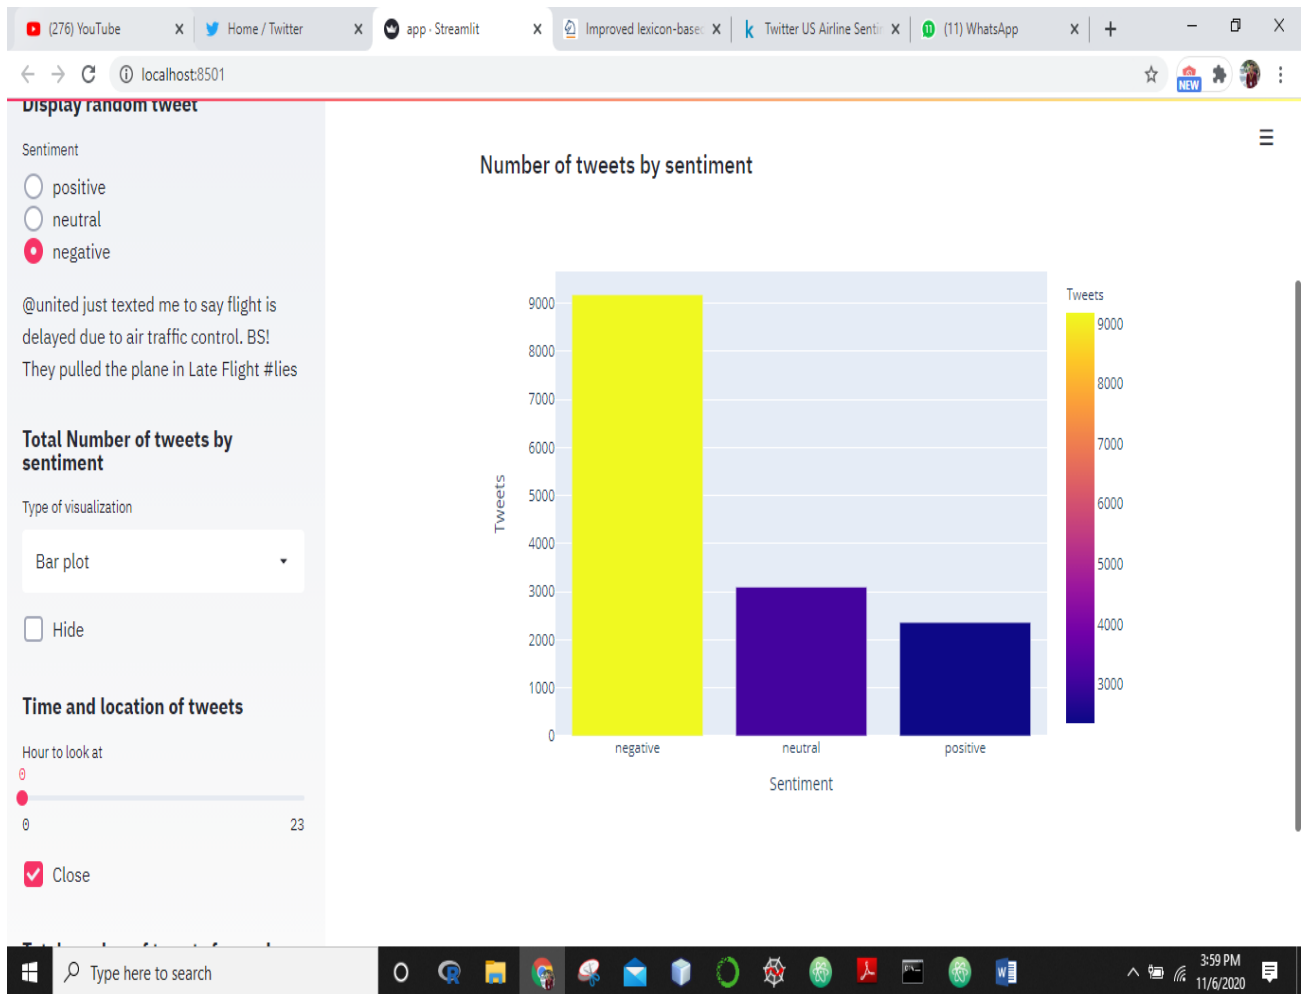 (276) YouTube
Home / Twitter
app · Streamlit
Improved lexicon-base
Twitter US Airline Senti
(11) WhatsApp
localhost:8501
NEW
Display random tweet
Sentiment
positive
neutral
negative
@united just texted me to say flight is
delayed due to air traffic control. BS!
They pulled the plane in Late Flight #lies
Total Number of tweets by
sentiment
Type of visualization
Bar plot
Hide
Time and location of tweets
Hour to look at
0
0 23
Close
Number of tweets by sentiment
Tweets
9000
8000
7000
6000
5000
4000
3000
2000
1000
0
negative neutral positive
Sentiment
Tweets
9000
8000
7000
6000
5000
4000
3000
Type here to search
3:59 PM
11/6/2020